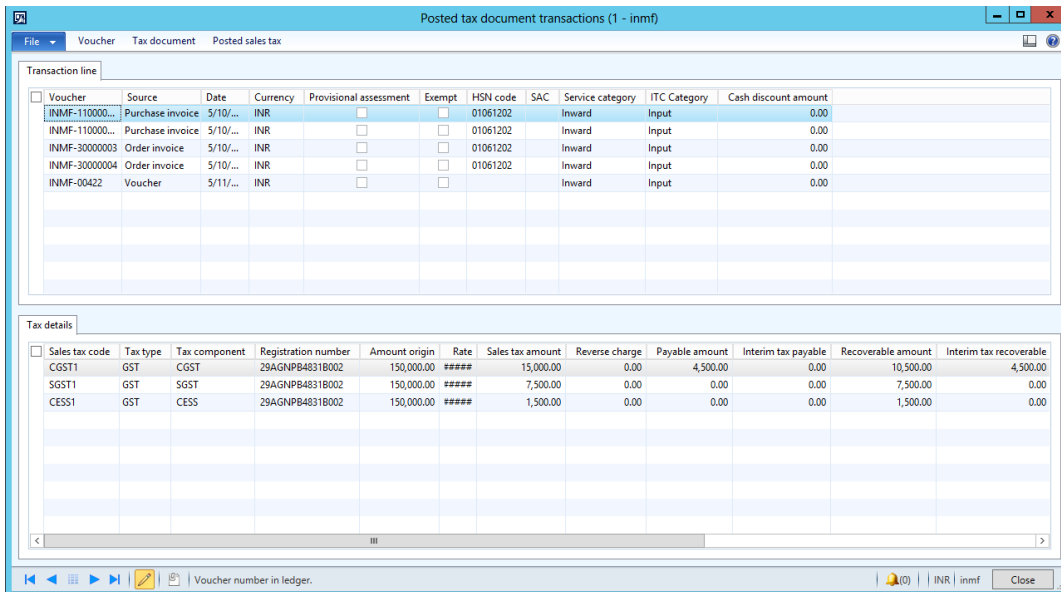 Posted tax document transactions (1 - inmf)
File Voucher Tax document Posted sales tax
Transaction line
Voucher Source Date Currency Provisional assessment Exempt HSN code SAC Service category ITC Category Cash discount amount
INMF-110000... Purchase invoice 5/10/... INR 01061202 Inward Input 0.00
INMF-110000... Purchase invoice 5/10/... INR 01061202 Inward Input 0.00
INMF-30000003 Order invoice 5/10/... INR 01061202 Inward Input 0.00
INMF-30000004 Order invoice 5/10/... INR 01061202 Inward Input 0.00
INMF-00422 Voucher 5/11/... INR Inward Input 0.00
Tax details
Sales tax code Tax type Tax component Registration number Amount origin Rate Sales tax amount Reverse charge Payable amount Interim tax payable Recoverable amount Interim tax recoverable
CGST1 GST CGST 29AGNPB4831B002 150,000.00 ##### 15,000.00 0.00 4,500.00 0.00 10,500.00 4,500.00
SGST1 GST SGST 29AGNPB4831B002 150,000.00 ##### 7,500.00 0.00 0.00 0.00 7,500.00 0.00
CESS1 GST CESS 29AGNPB4831B002 150,000.00 ##### 1,500.00 0.00 0.00 0.00 1,500.00 0.00
Voucher number in ledger. (0) INR inmf Close